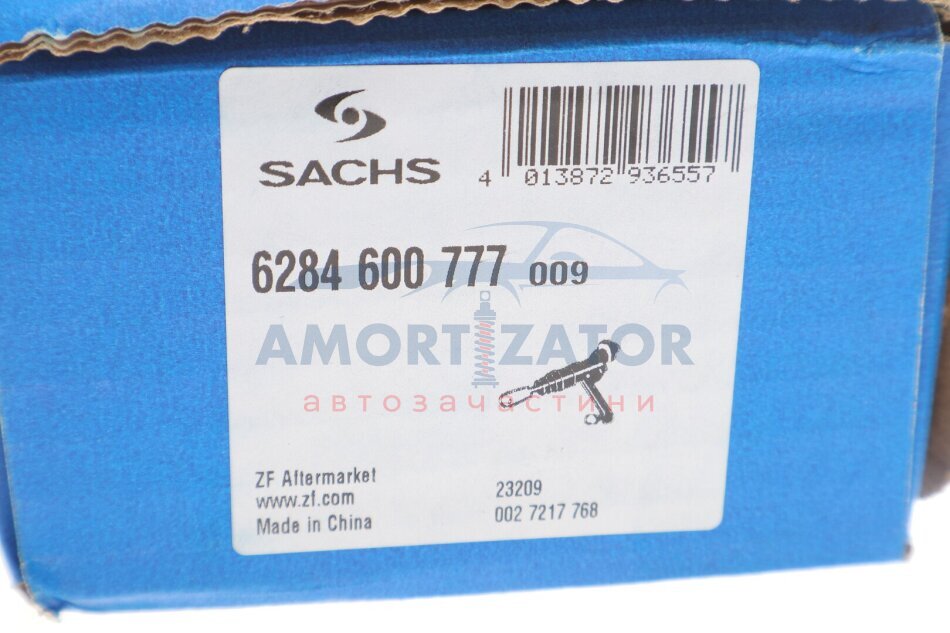 SACHS
4 013872 936557
6284 600 777 009
AMORTIZATOR
автозапчастини
ZF Aftermarket
www.zf.com
Made in China
23209
002 7217 768